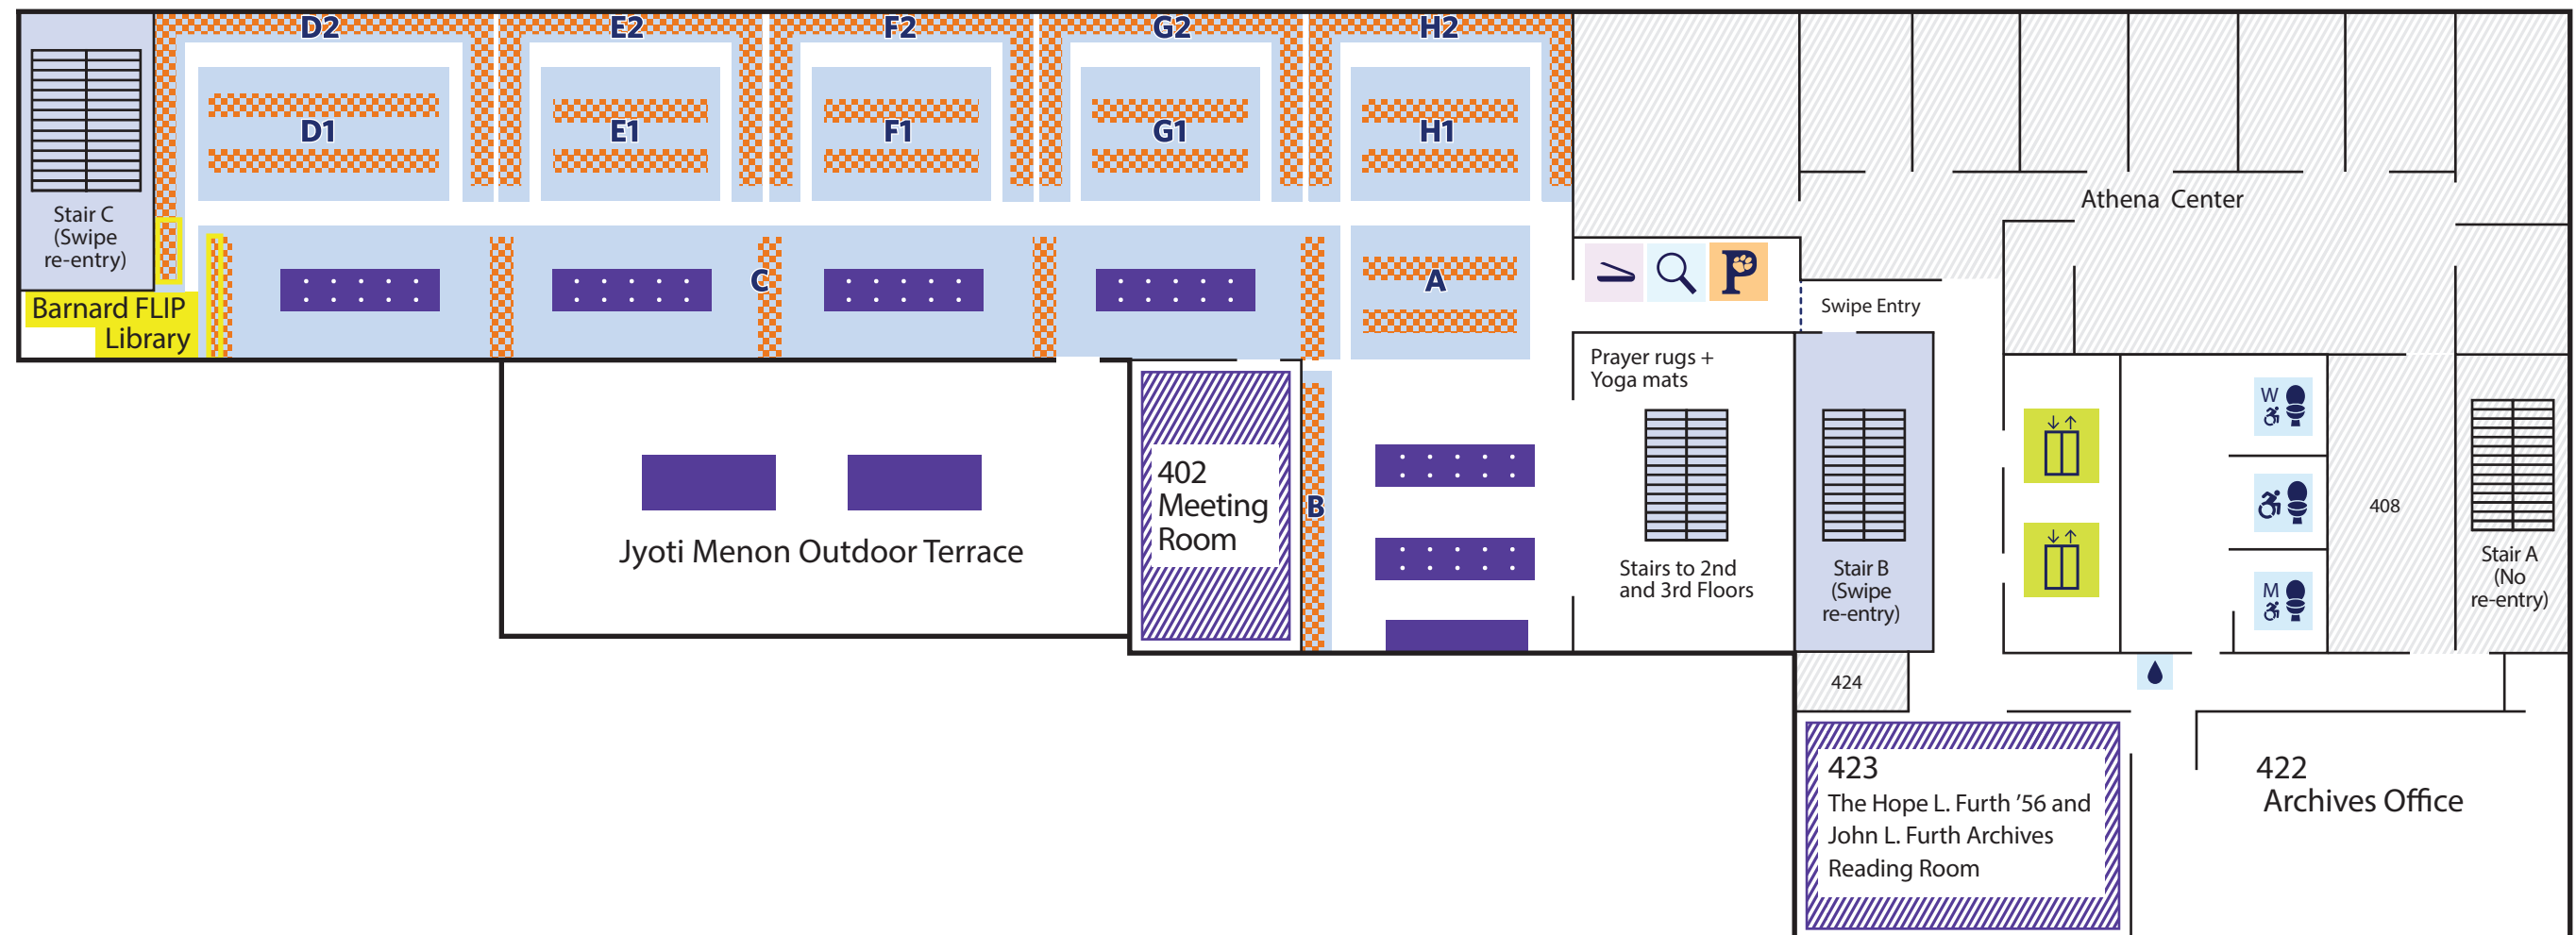 D2
E2
F2
G2
H2
D1
E1
F1
G1
H1
Stair C
(Swipe
re-entry)
Athena Center
C
A
P
Swipe Entry
Barnard FLIP
Library
Prayer rugs +
Yoga mats
402
Meeting
Room
B
Jyoti Menon Outdoor Terrace
Stairs to 2nd
and 3rd Floors
Stair B
(Swipe
re-entry)
W
M
408
Stair A
(No
re-entry)
424
423
The Hope L. Furth ’56 and
John L. Furth Archives
Reading Room
422
Archives Office